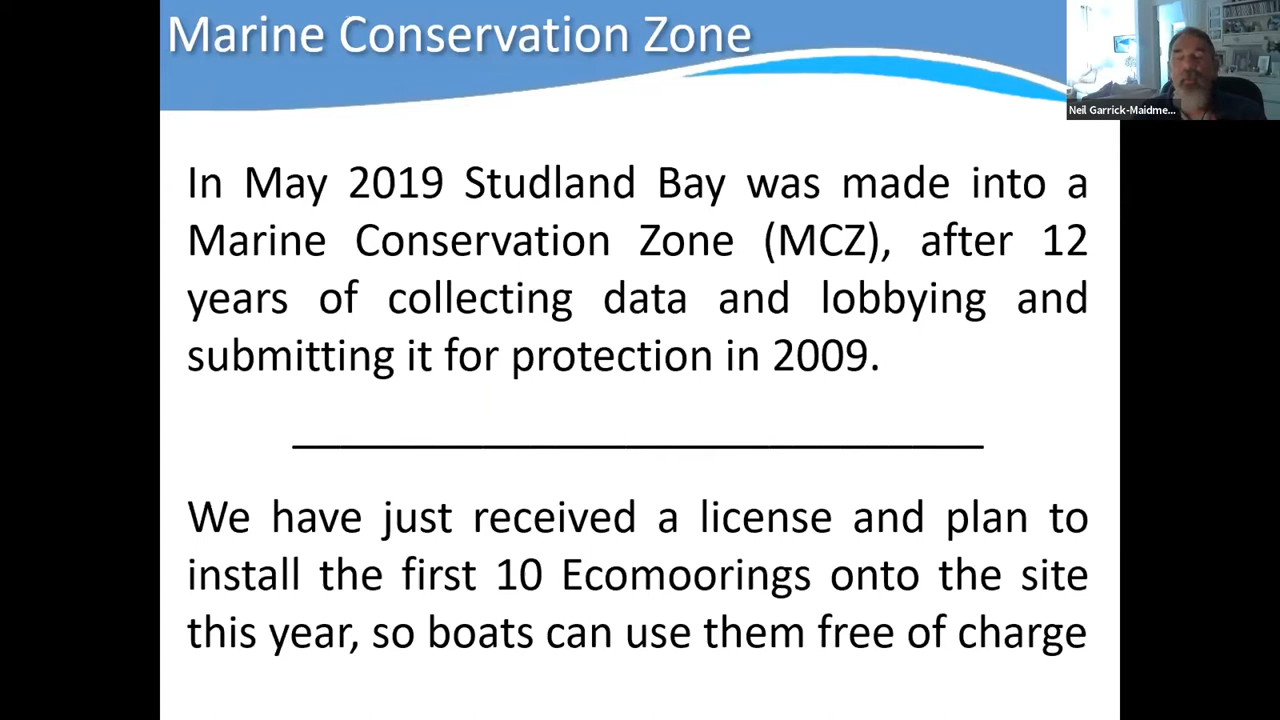 Marine Conservation Zone
Neil Garrick-Maidme...
In May 2019 Studland Bay was made into a
Marine Conservation Zone (MCZ), after 12
years of collecting data and lobbying and
submitting it for protection in 2009.
We have just received a license and plan to
install the first 10 Ecomoorings onto the site
this year, so boats can use them free of charge